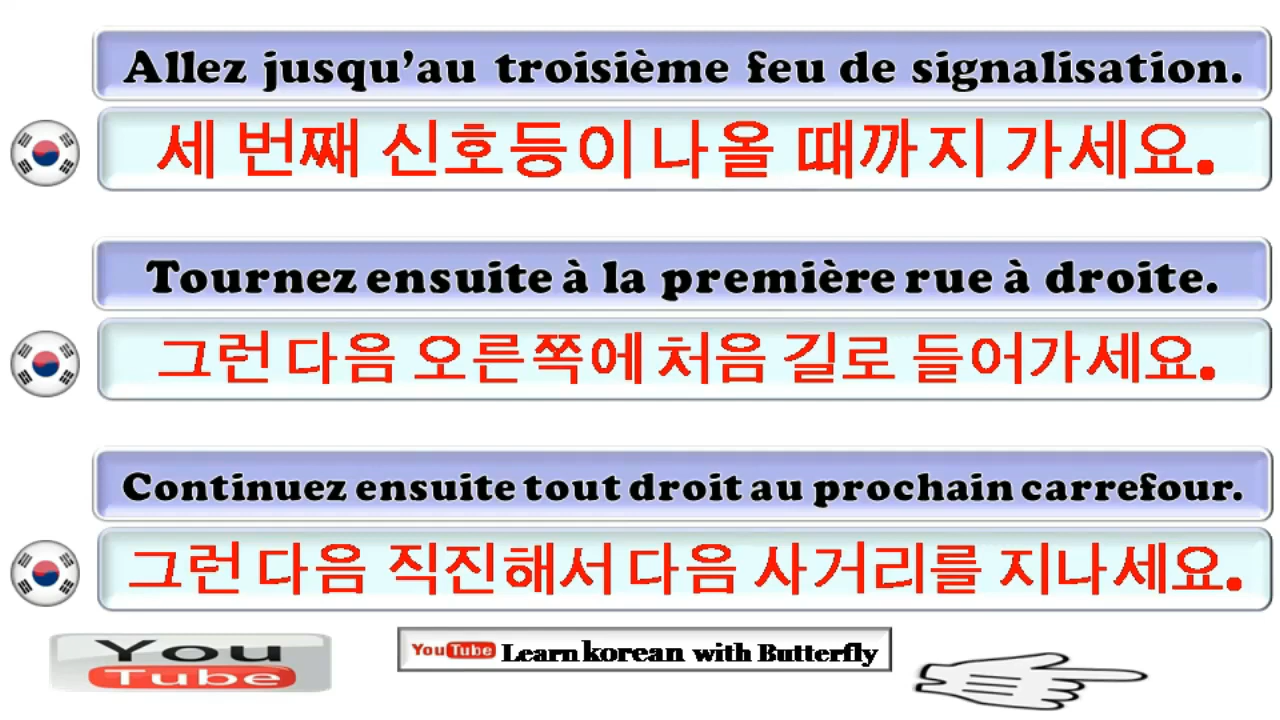 Allez jusqu'au troisième feu de signalisation.
세 번째 신호등이 나올 때까지 가세요.
Tournez ensuite à la première rue à droite.
그런 다음 오른쪽에 처음 길로 들어가세요.
Continuez ensuite tout droit au prochain carrefour.
그런 다음 직진해서 다음 사거리를 지나세요.
You Tube
YouTube Learn korean with Butterfly